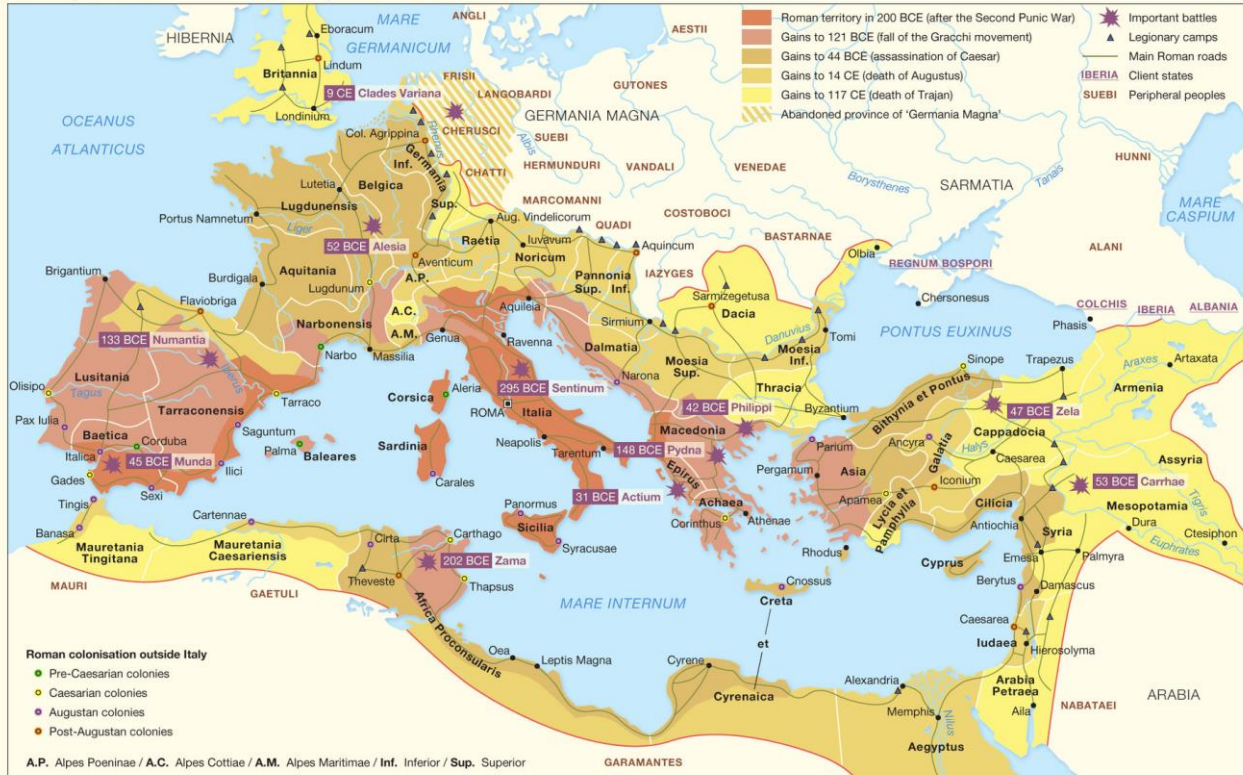 MARE
GERMANICUM
HIBERNIA
ANGLI
AESTII
Eboracum
Lindum
Britannia
Londinium
9 CE Clades Variana
FRISII
LANGOBARDI
GUTONES
CHERUSCI
GERMANIA MAGNA
OCEANUS
ATLANTICUS
Col. Agrippina
Rhenus
Albis
SUEBI
Germania
Inf.
Sup.
CHATTI
HERMUNDURI
VANDALI
VENEDAE
Lutetia
Belgica
Lugdunensis
MARCOMANNI
Portus Namnetum
Liger
Aug. Vindelicorum
QUADI
COSTOBOCI
BASTARNAE
52 BCE Alesia
Raetia
Iuvavum
Noricum
Aquincum
IAZYGES
Aventicum
A.P.
Aquitania
Lugdunum
Pannonia
Sup.
Inf.
Brigantium
Burdigala
Flaviobriga
Narbonensis
A.C.
A.M.
Aquileia
Genua
Ravenna
Massilia
Narbo
Sirmium
Sarmizegetusa
Dacia
Danuvius
Olbia
Tomi
Moesia
Inf.
Moesia
Sup.
Dalmatia
Narona
Thracia
Borysthenes
Tanais
SARMATIA
HUNNI
MARE
CASPIUM
ALANI
REGNUM BOSPORI
Chersonesus
COLCHIS
IBERIA
ALBANIA
PONTUS EUXINUS
Phasis
Sinope
Trapezus
Araxes
Artaxata
Armenia
133 BCE Numantia
Iberus
Lusitania
Olisipo
Tagus
Tarraconensis
Tarraco
Pax Iulia
Saguntum
Baetica
Corduba
Italica
45 BCE Munda
Ilici
Gades
Sexi
Tingis
Banasa
Palma
Baleares
Corsica
Aleria
ROMA
295 BCE Sentinum
Italia
Neapolis
Tarentum
Sardinia
Carales
Panormus
Sicilia
Syracusae
42 BCE Philippi
Macedonia
148 BCE Pydna
Epirus
31 BCE Actium
Achaea
Corinthus
Athenae
Byzantium
Bithynia et Pontus
Parium
Ancyra
Galatia
Halys
47 BCE Zela
Cappadocia
Caesarea
Pergamum
Asia
Apamea
Iconium
Lycia et
Pamphylia
Cilicia
Assyria
53 BCE Carrhae
Mesopotamia
Tigris
Dura
Ctesiphon
Euphrates
Antiochia
Syria
Emesa
Palmyra
Rhodus
Cyprus
Berytus
Damascus
Caesarea
Iudaea
Hierosolyma
Arabia
Petraea
Aila
NABATAEI
ARABIA
Cartennae
Mauretania
Tingitana
Mauretania
Caesariensis
Cirta
Carthago
202 BCE Zama
Theveste
Thapsus
Africa Proconsularis
MAURI
GAETULI
MARE INTERNUM
Cnossus
Creta
et
Oea
Leptis Magna
Cyrene
Cyrenaica
Alexandria
Memphis
Nilus
Aegyptus
GARAMANTES
Roman territory in 200 BCE (after the Second Punic War)
Gains to 121 BCE (fall of the Gracchi movement)
Gains to 44 BCE (assassination of Caesar)
Gains to 14 CE (death of Augustus)
Gains to 117 CE (death of Trajan)
Abandoned province of ‘Germania Magna’
Important battles
Legionary camps
Main Roman roads
IBERIA Client states
SUEBI Peripheral peoples
Roman colonisation outside Italy
Pre-Caesarian colonies
Caesarian colonies
Augustan colonies
Post-Augustan colonies
A.P. Alpes Poeninae / A.C. Alpes Cottiae / A.M. Alpes Maritimae / Inf. Inferior / Sup. Superior